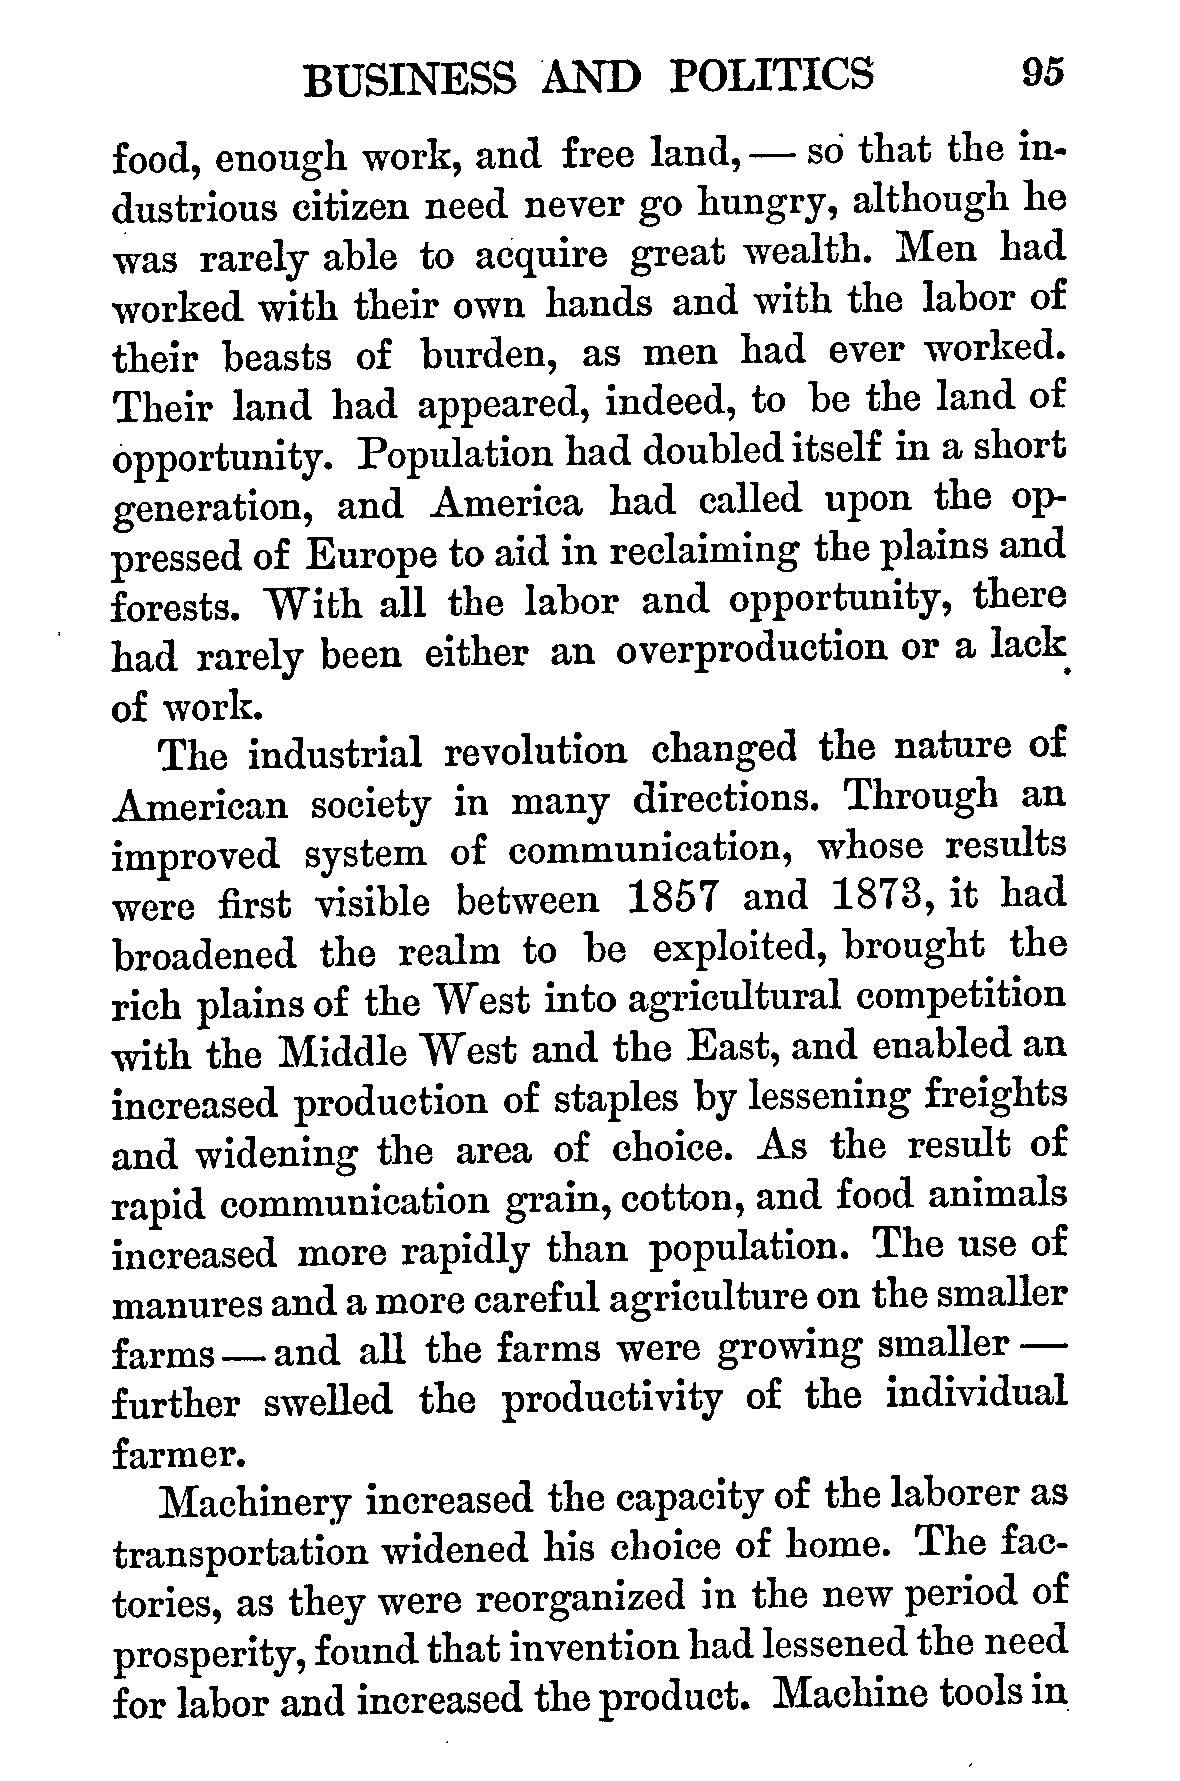 BUSINESS AND POLITICS 95
food, enough work, and free land, — so that the in-
dustrious citizen need never go hungry, although he
was rarely able to acquire great wealth. Men had
worked with their own hands and with the labor of
their beasts of burden, as men had ever worked.
Their land had appeared, indeed, to be the land of
opportunity. Population had doubled itself in a short
generation, and America had called upon the op-
pressed of Europe to aid in reclaiming the plains and
forests. With all the labor and opportunity, there
had rarely been either an overproduction or a lack
of work.
The industrial revolution changed the nature of
American society in many directions. Through an
improved system of communication, whose results
were first visible between 1857 and 1873, it had
broadened the realm to be exploited, brought the
rich plains of the West into agricultural competition
with the Middle West and the East, and enabled an
increased production of staples by lessening freights
and widening the area of choice. As the result of
rapid communication grain, cotton, and food animals
increased more rapidly than population. The use of
manures and a more careful agriculture on the smaller
farms — and all the farms were growing smaller —
further swelled the productivity of the individual
farmer.
Machinery increased the capacity of the laborer as
transportation widened his choice of home. The fac-
tories, as they were reorganized in the new period of
prosperity, found that invention had lessened the need
for labor and increased the product. Machine tools in